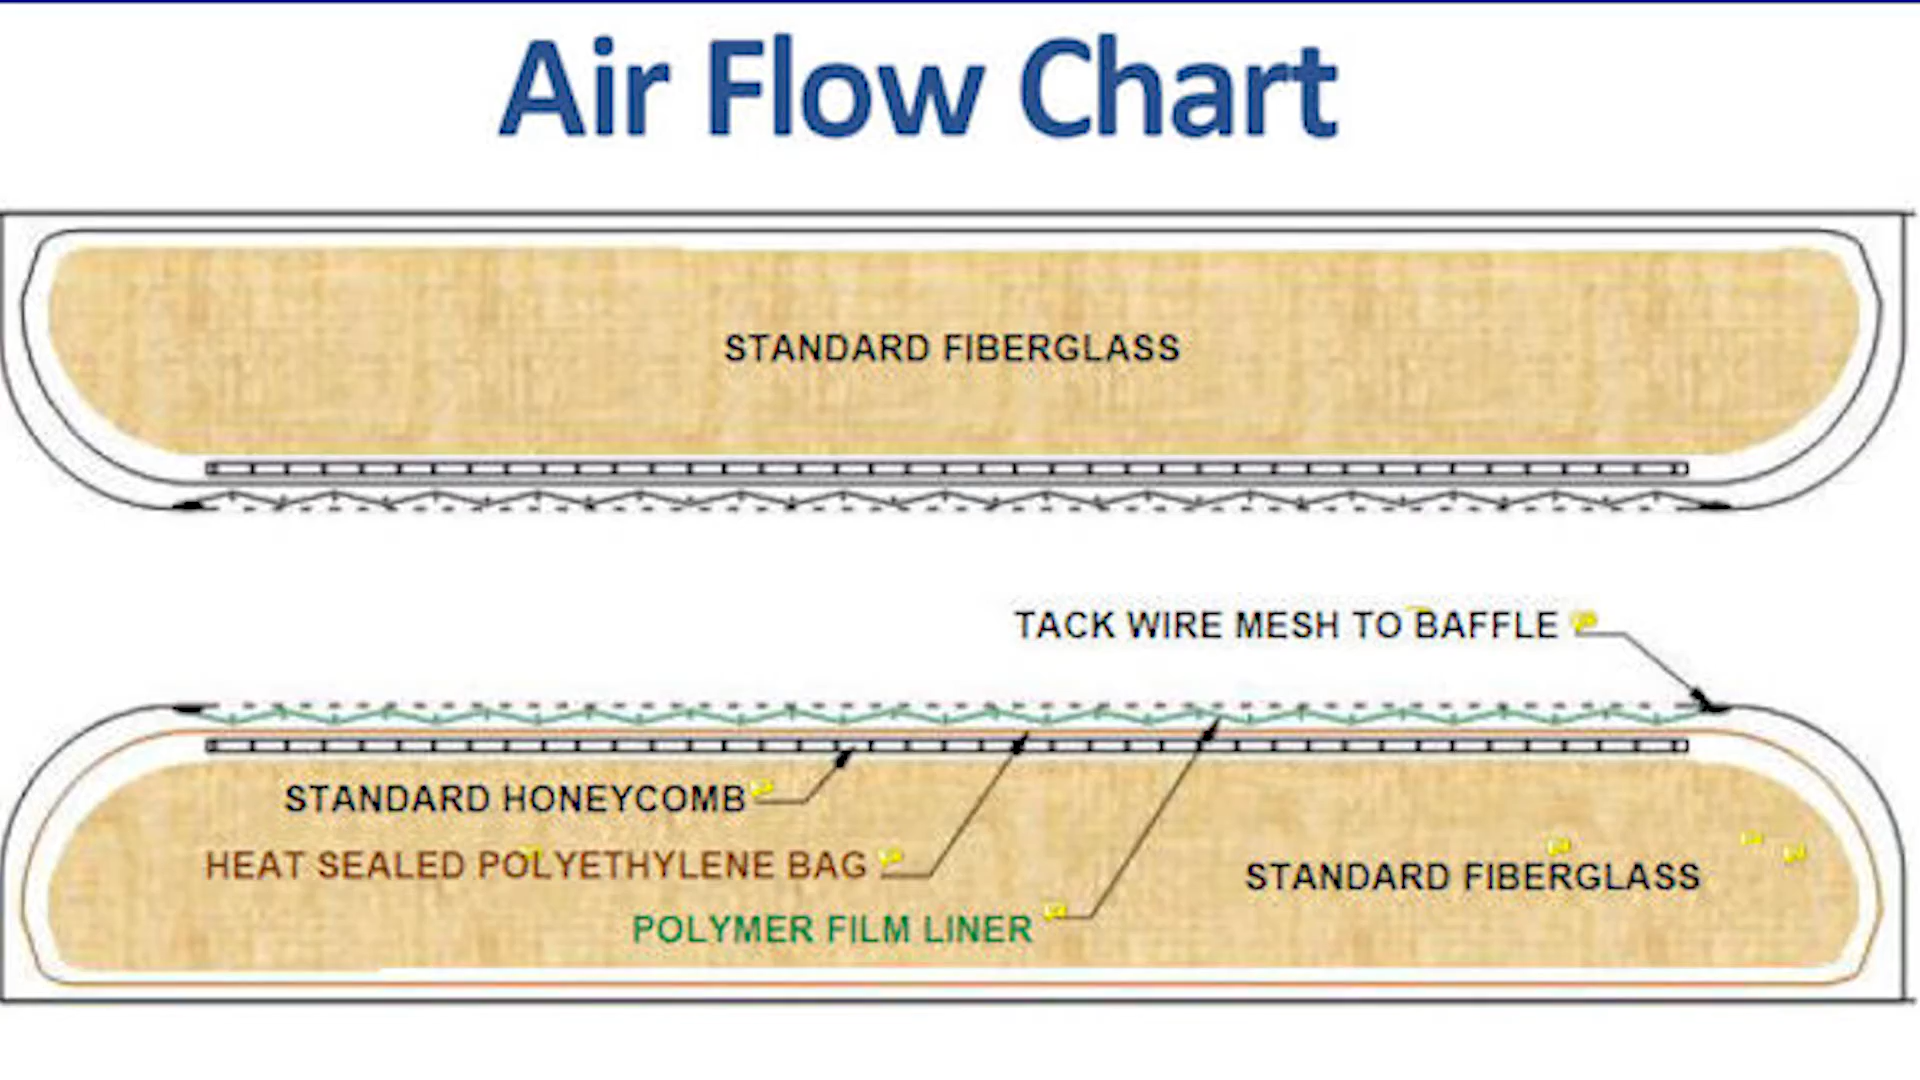 Air Flow Chart
STANDARD FIBERGLASS
TACK WIRE MESH TO BAFFLE
STANDARD HONEYCOMB
HEAT SEALED POLYETHYLENE BAG
STANDARD FIBERGLASS
POLYMER FILM LINER